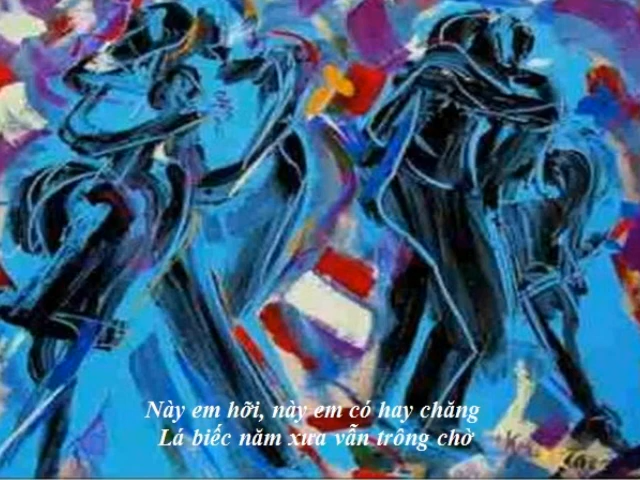 Này em hỡi, này em có hay chăng
Lá biếc năm xưa vẫn trông chờ